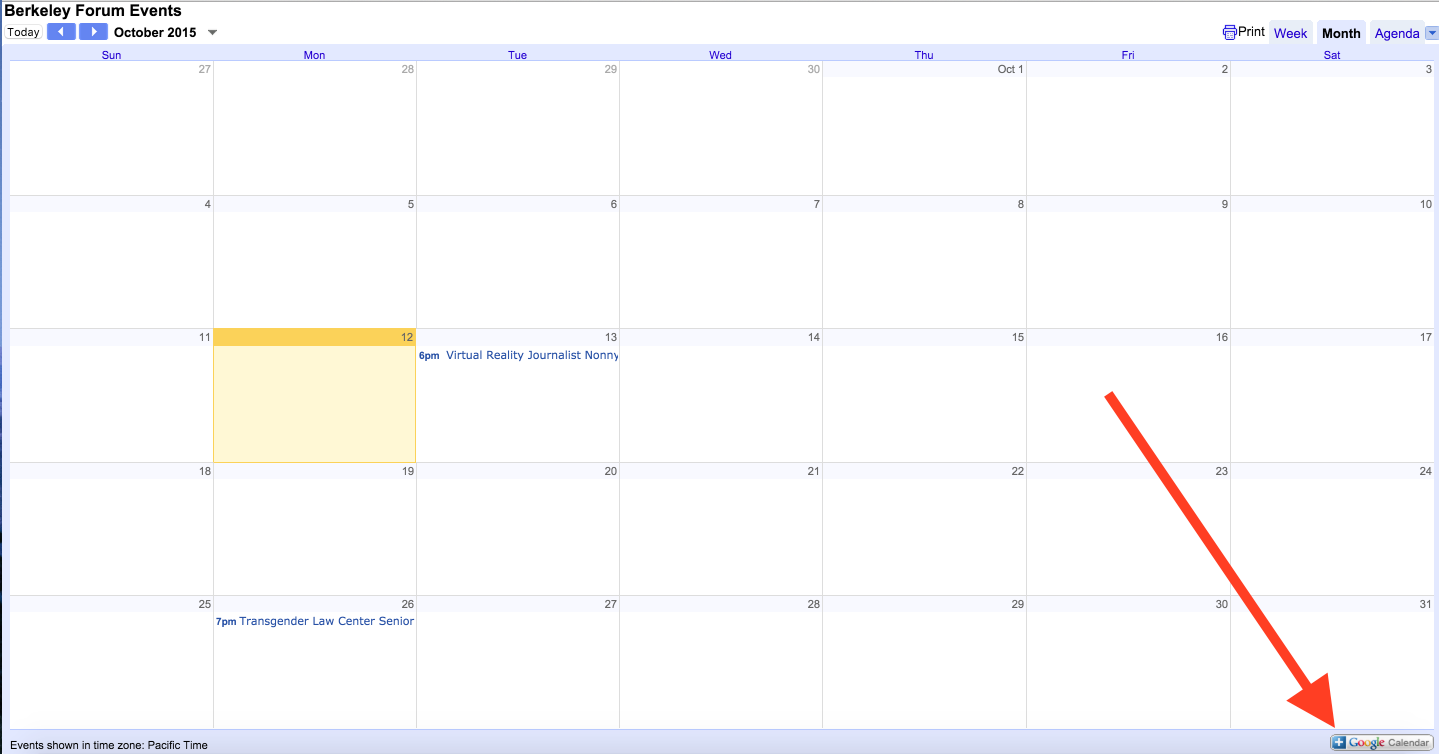 Berkeley Forum Events
Today October 2015 Print Week Month Agenda
Sun Mon Tue Wed Thu Fri Sat
27 28 29 30 Oct 1 2 3
4 5 6 7 8 9 10
11 12 13 14 15 16 17
6pm Virtual Reality Journalist Nonny
18 19 20 21 22 23 24
25 26 27 28 29 30 31
7pm Transgender Law Center Senior
Events shown in time zone: Pacific Time Google Calendar